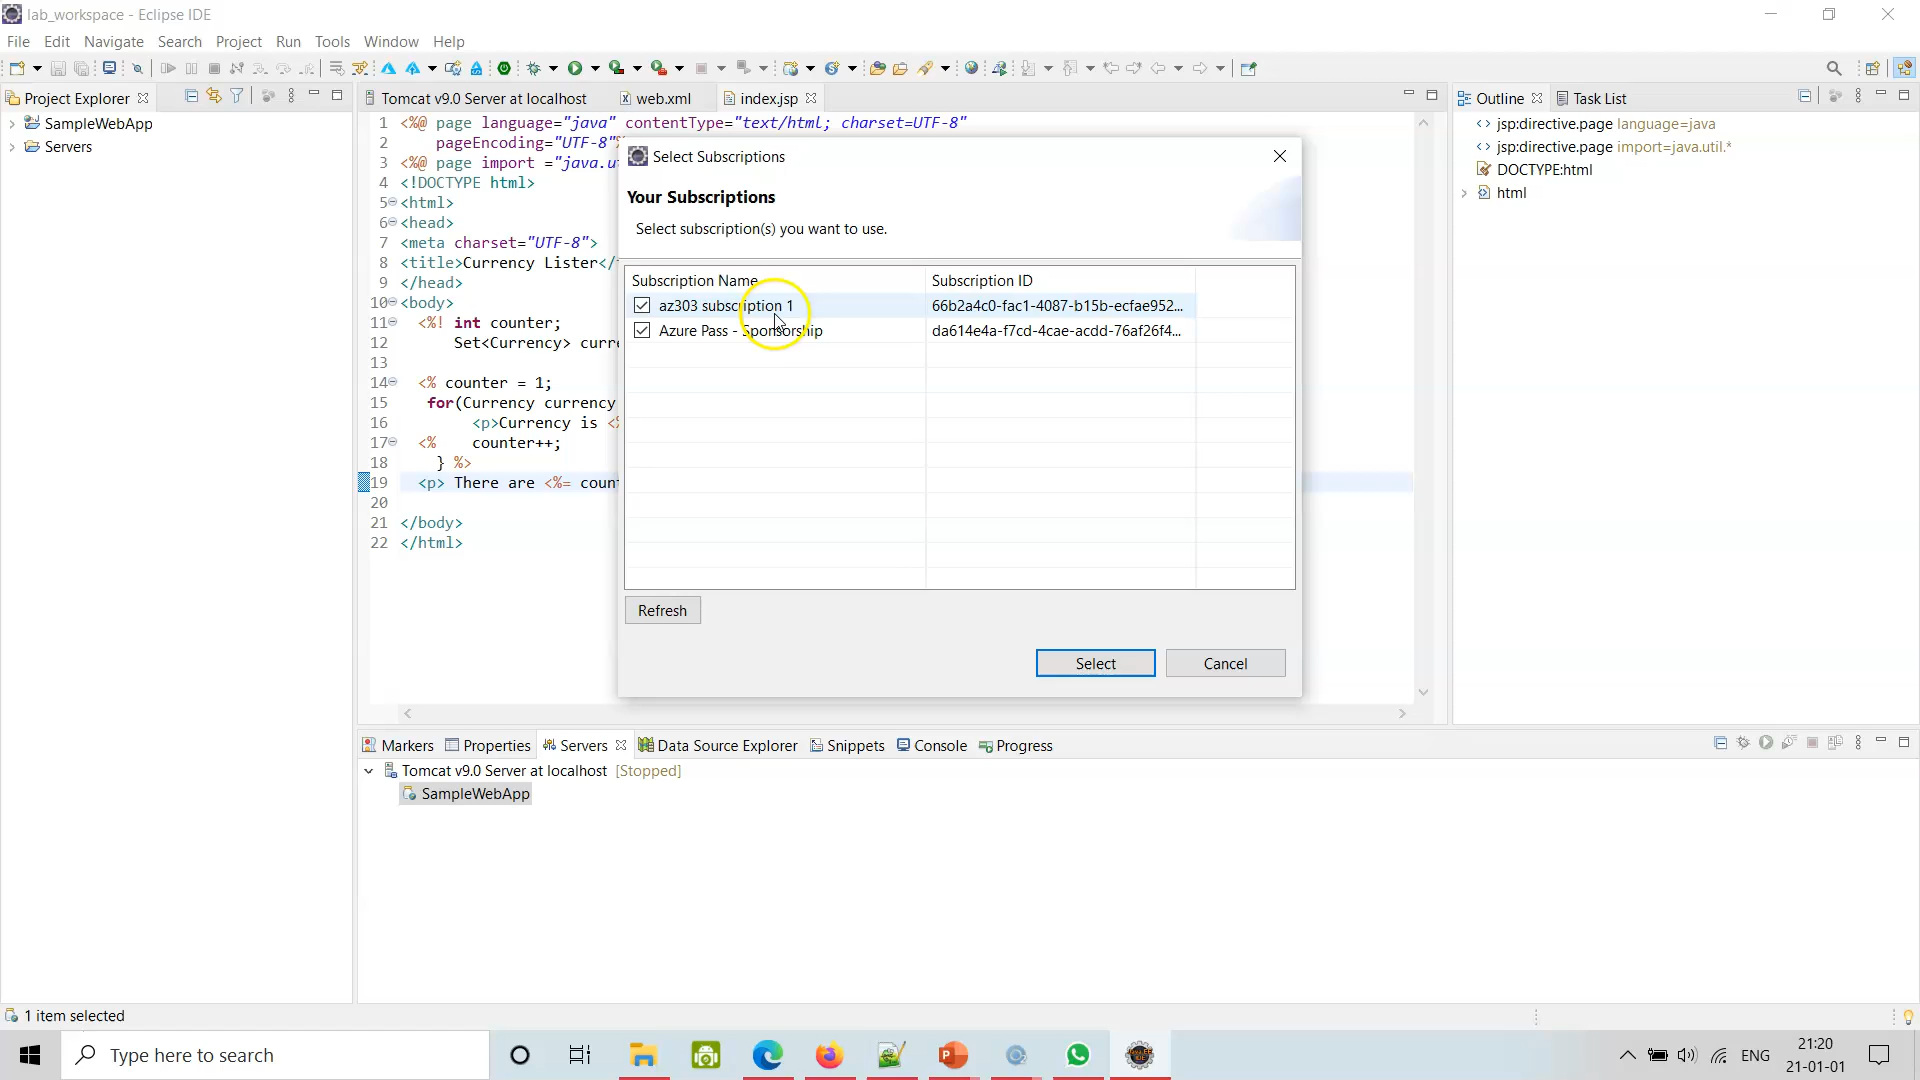 lab_workspace - Eclipse IDE
File Edit Navigate Search Project Run Tools Window Help
Project Explorer
SampleWebApp
Servers
Tomcat v9.0 Server at localhost
web.xml
index.jsp
1 <%@ page language="java" contentType="text/html; charset=UTF-8"
2 pageEncoding="UTF-8"
3 <%@ page import ="java.u
4 <!DOCTYPE html>
5 <html>
6 <head>
7 <meta charset="UTF-8">
8 <title>Currency Lister</
9 </head>
10 <body>
11 <%! int counter;
12 Set<Currency> curre
13
14 <% counter = 1;
15 for(Currency currency
16 <p>Currency is <%
17 <% counter++;
18 } %>
19 <p> There are <%= count
20
21 </body>
22 </html>
Select Subscriptions
Your Subscriptions
Select subscription(s) you want to use.
Subscription Name Subscription ID
az303 subscription 1 66b2a4c0-fac1-4087-b15b-ecfae952...
Azure Pass - Sponsorship da614e4a-f7cd-4cae-acdd-76af26f4...
Refresh
Select Cancel
Outline Task List
jsp:directive.page language=java
jsp:directive.page import=java.util.*
DOCTYPE:html
html
Markers Properties Servers Data Source Explorer Snippets Console Progress
Tomcat v9.0 Server at localhost [Stopped]
SampleWebApp
1 item selected
Type here to search
ENG
21:20
21-01-01